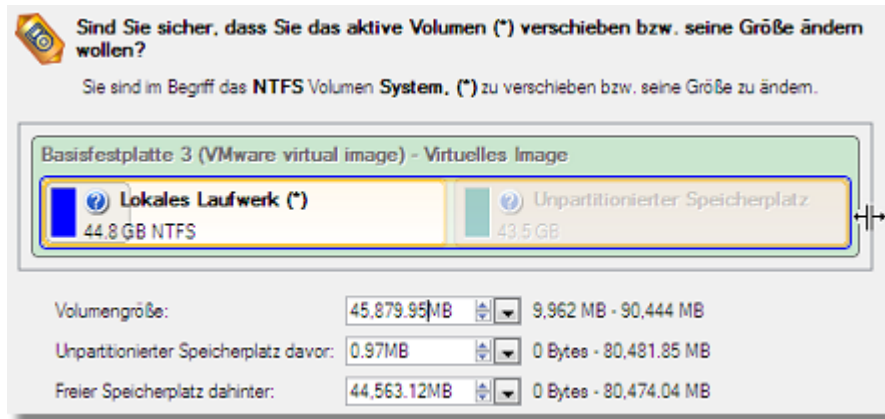 Sind Sie sicher, dass Sie das aktive Volumen (*) verschieben bzw. seine Größe ändern
wollen?
Sie sind im Begriff das NTFS Volumen System, (*) zu verschieben bzw. seine Größe zu ändern.
Basisfestplatte 3 (VMware virtual image) - Virtuelles Image
Lokales Laufwerk (*)
44.8 GB NTFS
Unpartitionierter Speicherplatz
43.5 GB
Volumengröße: 45,879.95MB 9,962 MB - 90,444 MB
Unpartitionierter Speicherplatz davor: 0.97MB 0 Bytes - 80,481.85 MB
Freier Speicherplatz dahinter: 44,563.12MB 0 Bytes - 80,474.04 MB